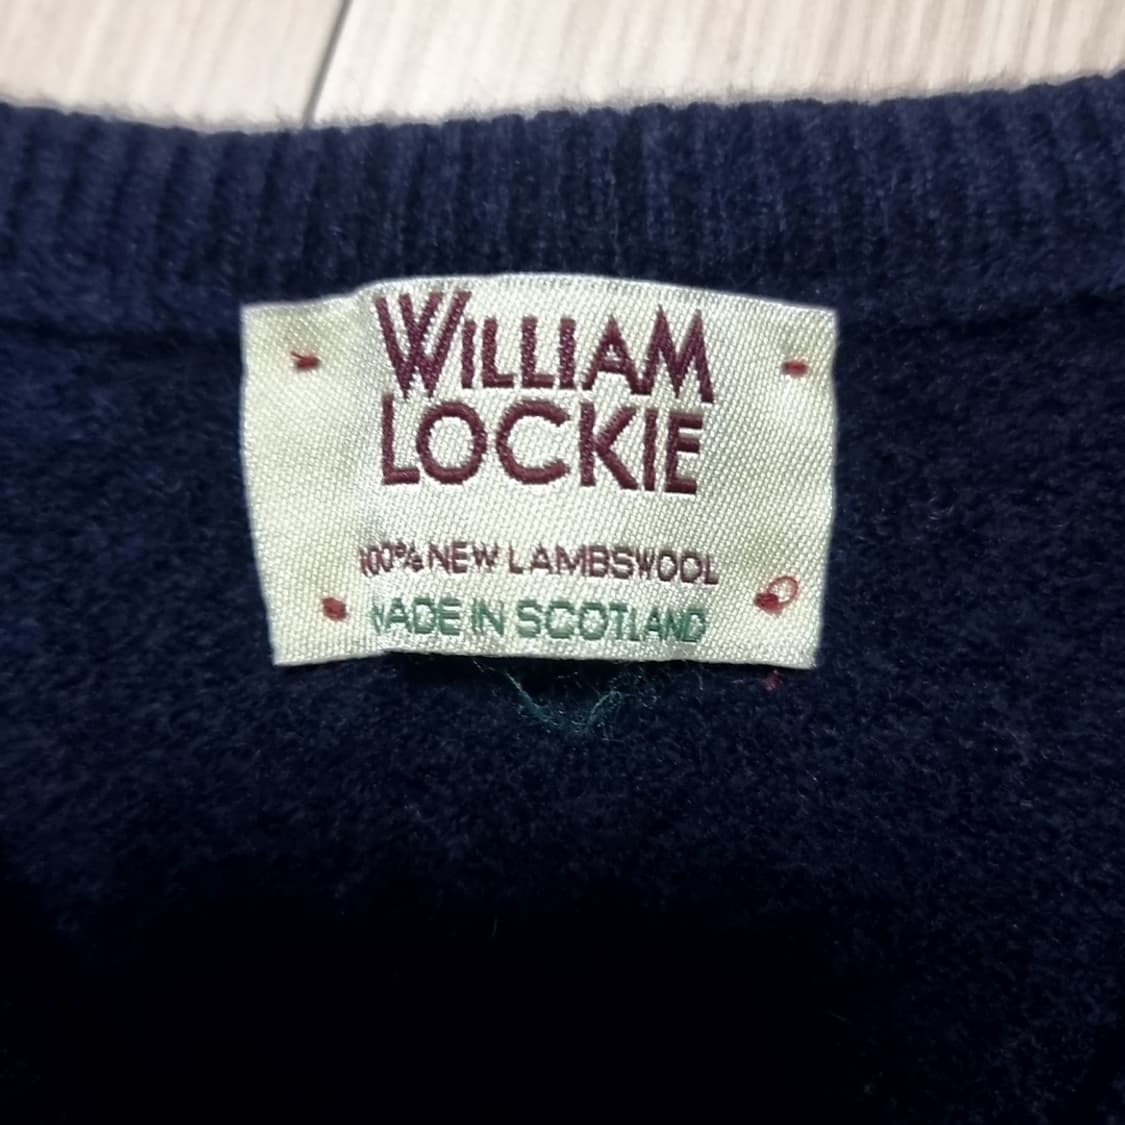 WILLIAM
LOCKIE
100% NEW LAMBSWOOL
MADE IN SCOTLAND